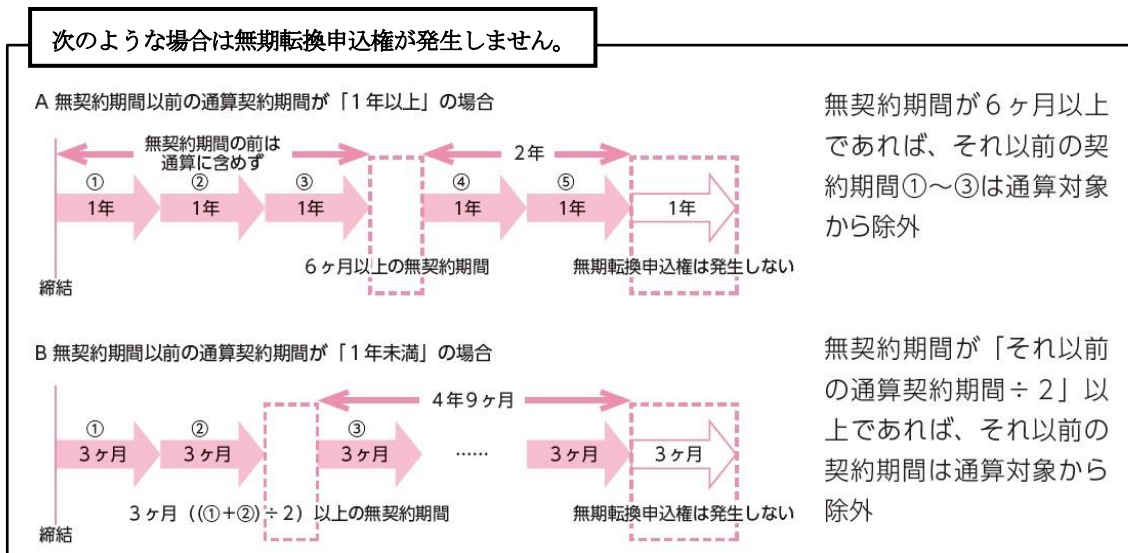 次のような場合は無期転換申込権が発生しません。
A 無契約期間以前の通算契約期間が「1年以上」の場合
無契約期間の前は
通算に含めず
2年
① ② ③ ④ ⑤
1年 1年 1年 1年 1年 1年
6ヶ月以上の無契約期間 無期転換申込権は発生しない
締結
無契約期間が6ヶ月以上
であれば、それ以前の契
約期間①~③は通算対象
から除外
B 無契約期間以前の通算契約期間が「1年未満」の場合
4年9ヶ月
① ② ③
3ヶ月 3ヶ月 3ヶ月 …… 3ヶ月 3ヶ月
3ヶ月((①+②)÷2)以上の無契約期間 無期転換申込権は発生しない
締結
無契約期間が「それ以前
の通算契約期間÷2」以
上であれば、それ以前の
契約期間は通算対象から
除外